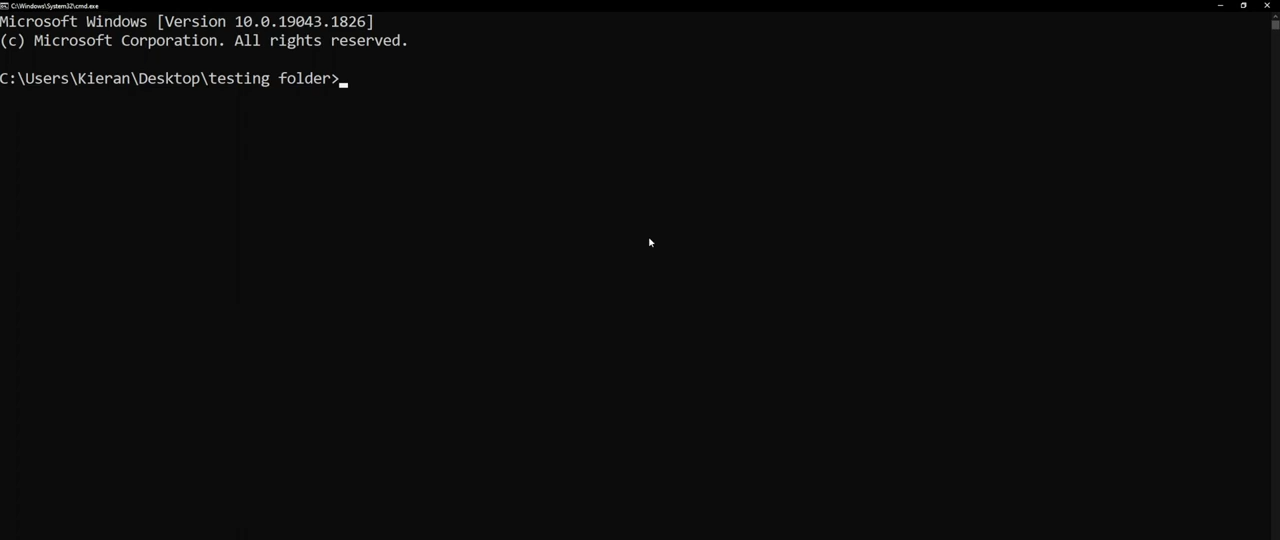 C:\Windows\System32\cmd.exe
Microsoft Windows [Version 10.0.19043.1826]
(c) Microsoft Corporation. All rights reserved.
C:\Users\Kieran\Desktop\testing folder>